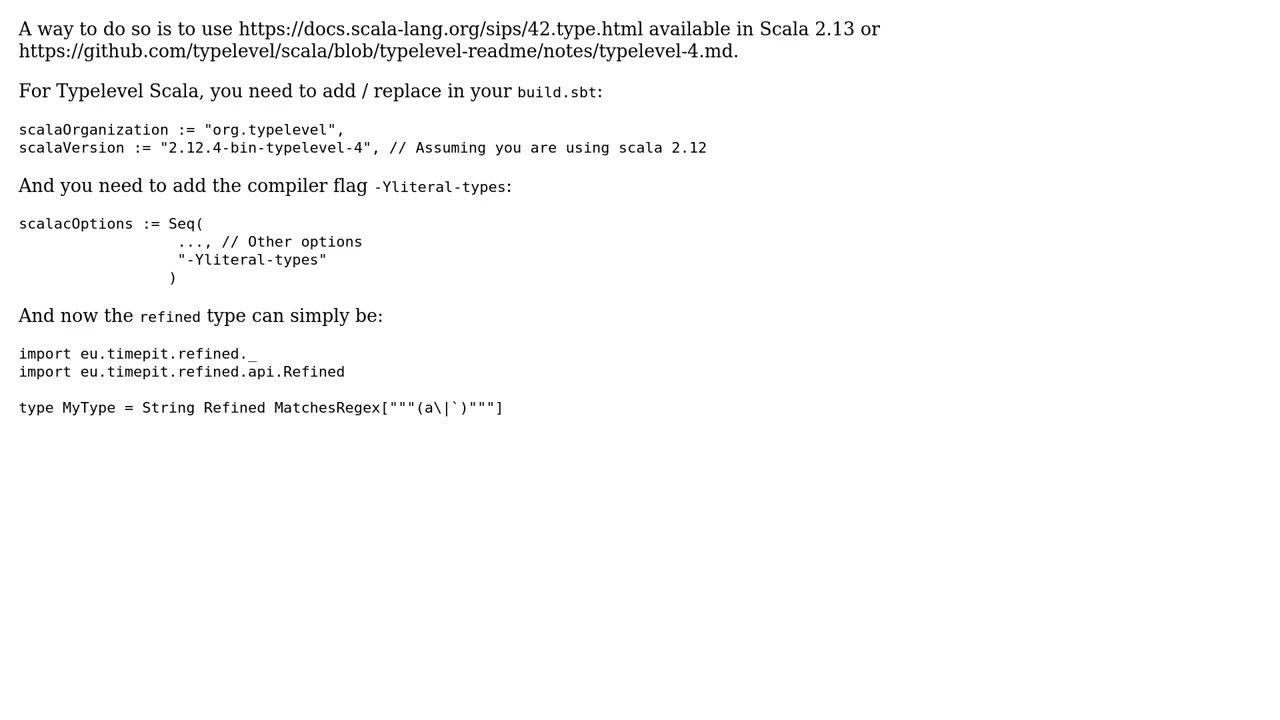 A way to do so is to use https://docs.scala-lang.org/sips/42.type.html available in Scala 2.13 or
https://github.com/typelevel/scala/blob/typelevel-readme/notes/typelevel-4.md.
For Typelevel Scala, you need to add / replace in your build.sbt:
scalaOrganization := "org.typelevel",
scalaVersion := "2.12.4-bin-typelevel-4", // Assuming you are using scala 2.12
And you need to add the compiler flag -Yliteral-types:
scalacOptions := Seq(
                  ..., // Other options
                  "-Yliteral-types"
                 )
And now the refined type can simply be:
import eu.timepit.refined._
import eu.timepit.refined.api.Refined
type MyType = String Refined MatchesRegex["""(a\|`)"""]